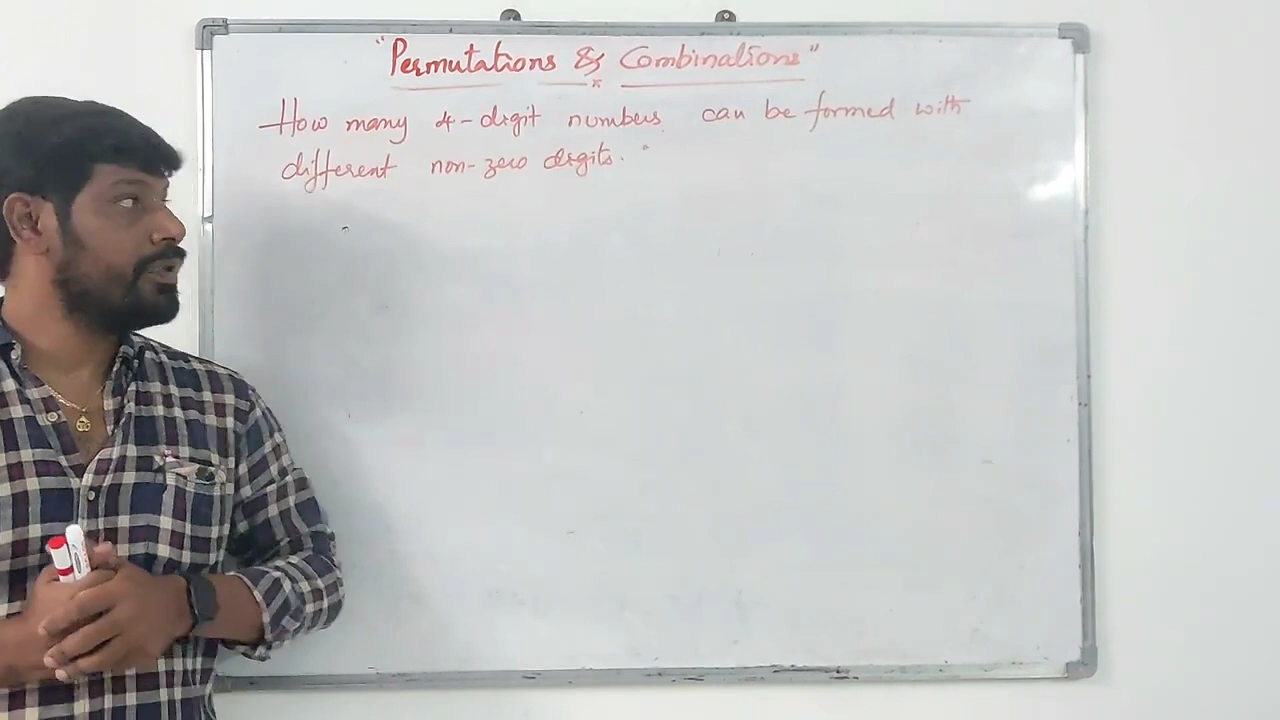 "Permutations & Combinations"
How many 4-digit numbers can be formed with
different non-zero digits.